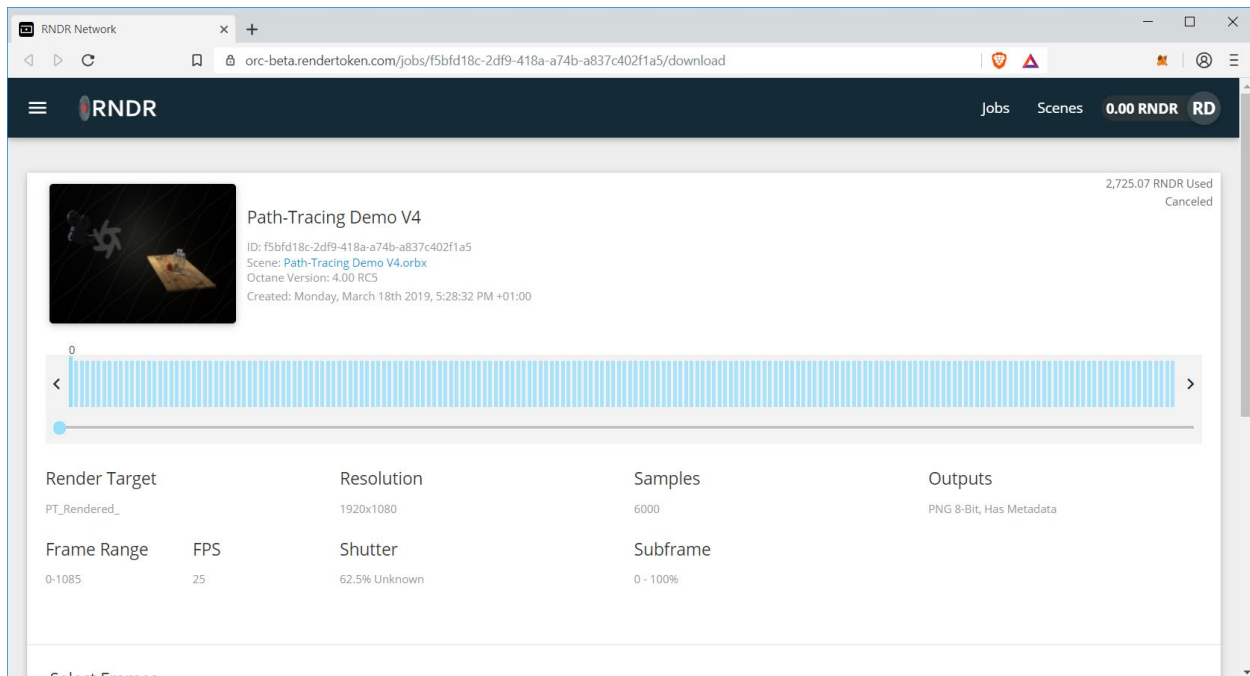 RNDR Network
orc-beta.rendertoken.com/jobs/f5bfd18c-2df9-418a-a74b-a837c402f1a5/download
RNDR
Jobs Scenes 0.00 RNDR RD
2,725.07 RNDR Used
Canceled
Path-Tracing Demo V4
ID: f5bfd18c-2df9-418a-a74b-a837c402f1a5
Scene: Path-Tracing Demo V4.orbx
Octane Version: 4.00 RC5
Created: Monday, March 18th 2019, 5:28:32 PM +01:00
0
Render Target Resolution Samples Outputs
PT_Rendered_ 1920x1080 6000 PNG 8-Bit, Has Metadata
Frame Range FPS Shutter Subframe
0-1085 25 62.5% Unknown 0 - 100%